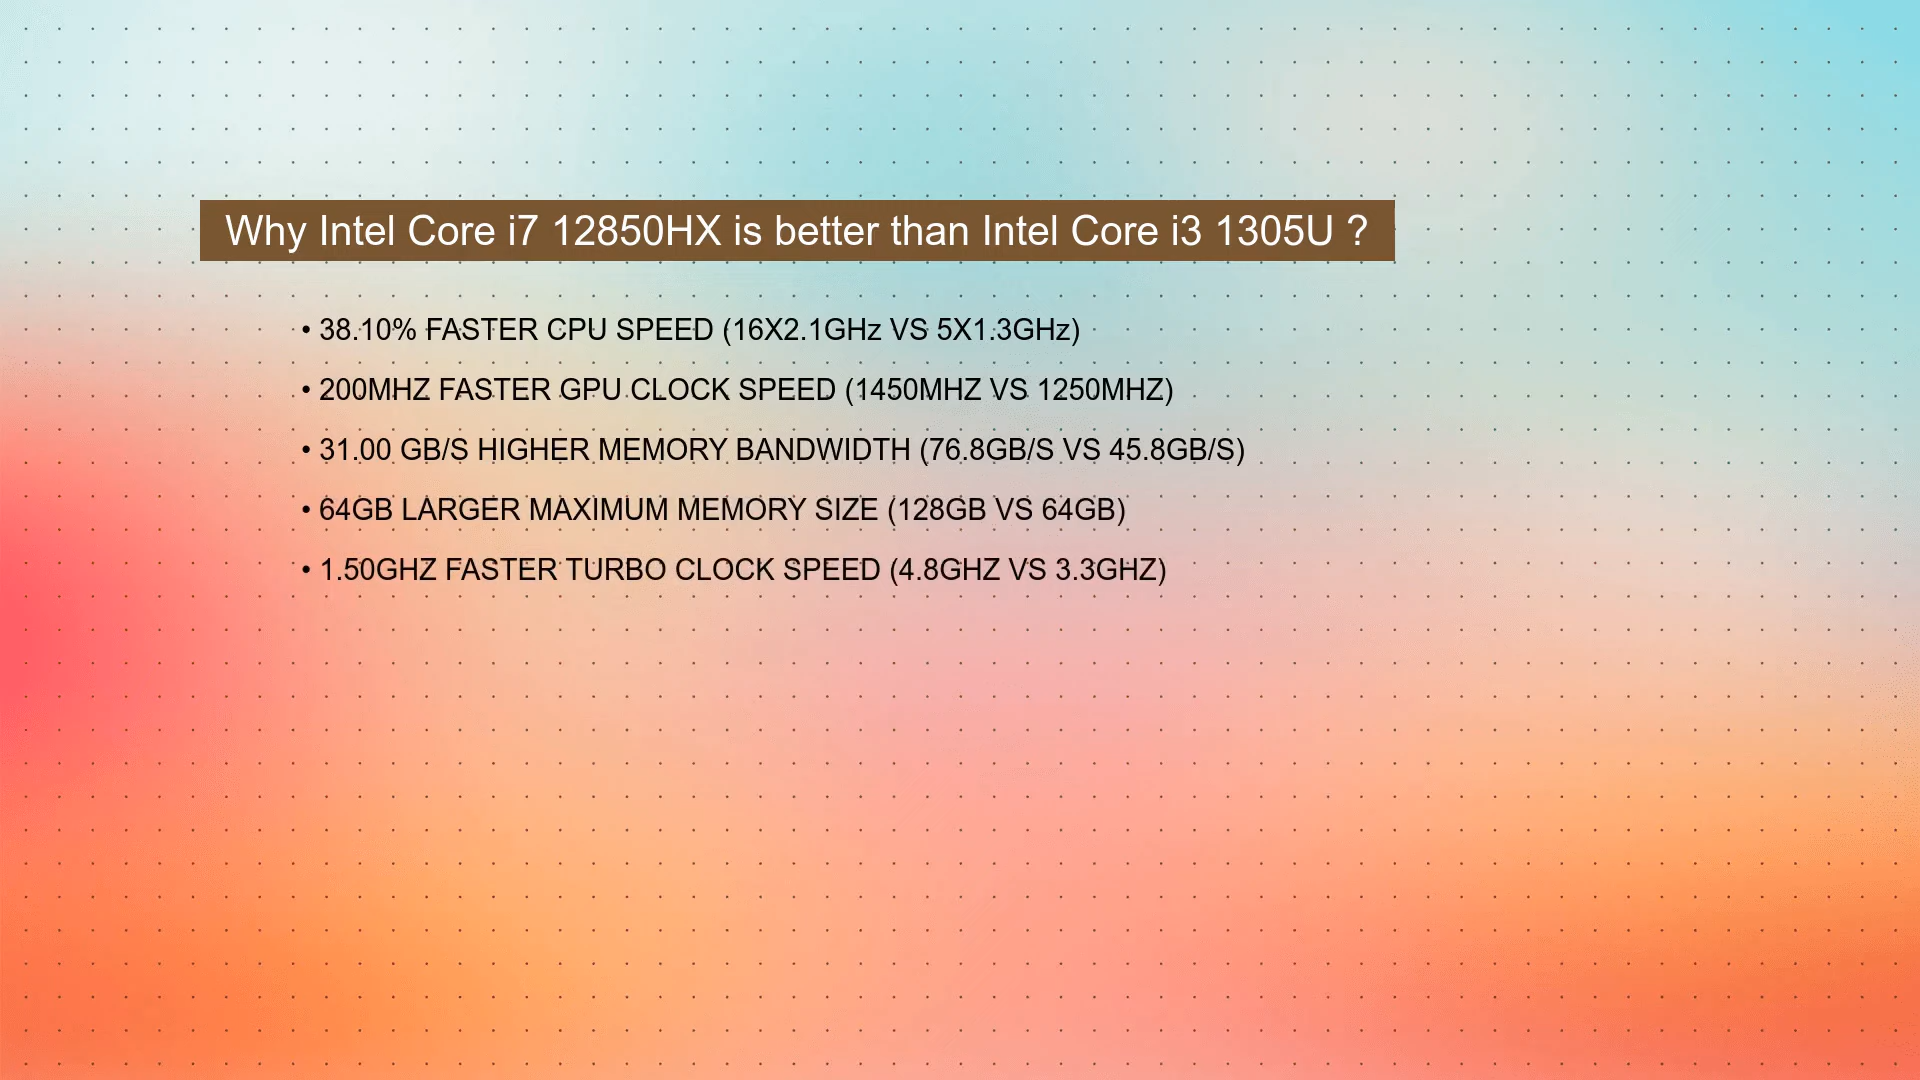 Why Intel Core i7 12850HX is better than Intel Core i3 1305U ?
• 38.10% FASTER CPU SPEED (16X2.1GHz VS 5X1.3GHz)
• 200MHZ FASTER GPU CLOCK SPEED (1450MHZ VS 1250MHZ)
• 31.00 GB/S HIGHER MEMORY BANDWIDTH (76.8GB/S VS 45.8GB/S)
• 64GB LARGER MAXIMUM MEMORY SIZE (128GB VS 64GB)
• 1.50GHZ FASTER TURBO CLOCK SPEED (4.8GHZ VS 3.3GHZ)